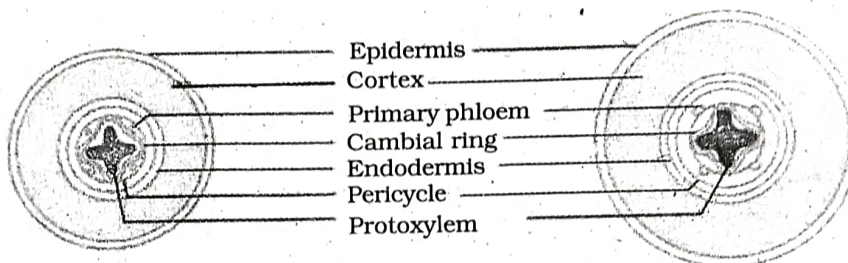 Epidermis
Cortex
Primary phloem
Cambial ring
Endodermis
Pericycle
Protoxylem